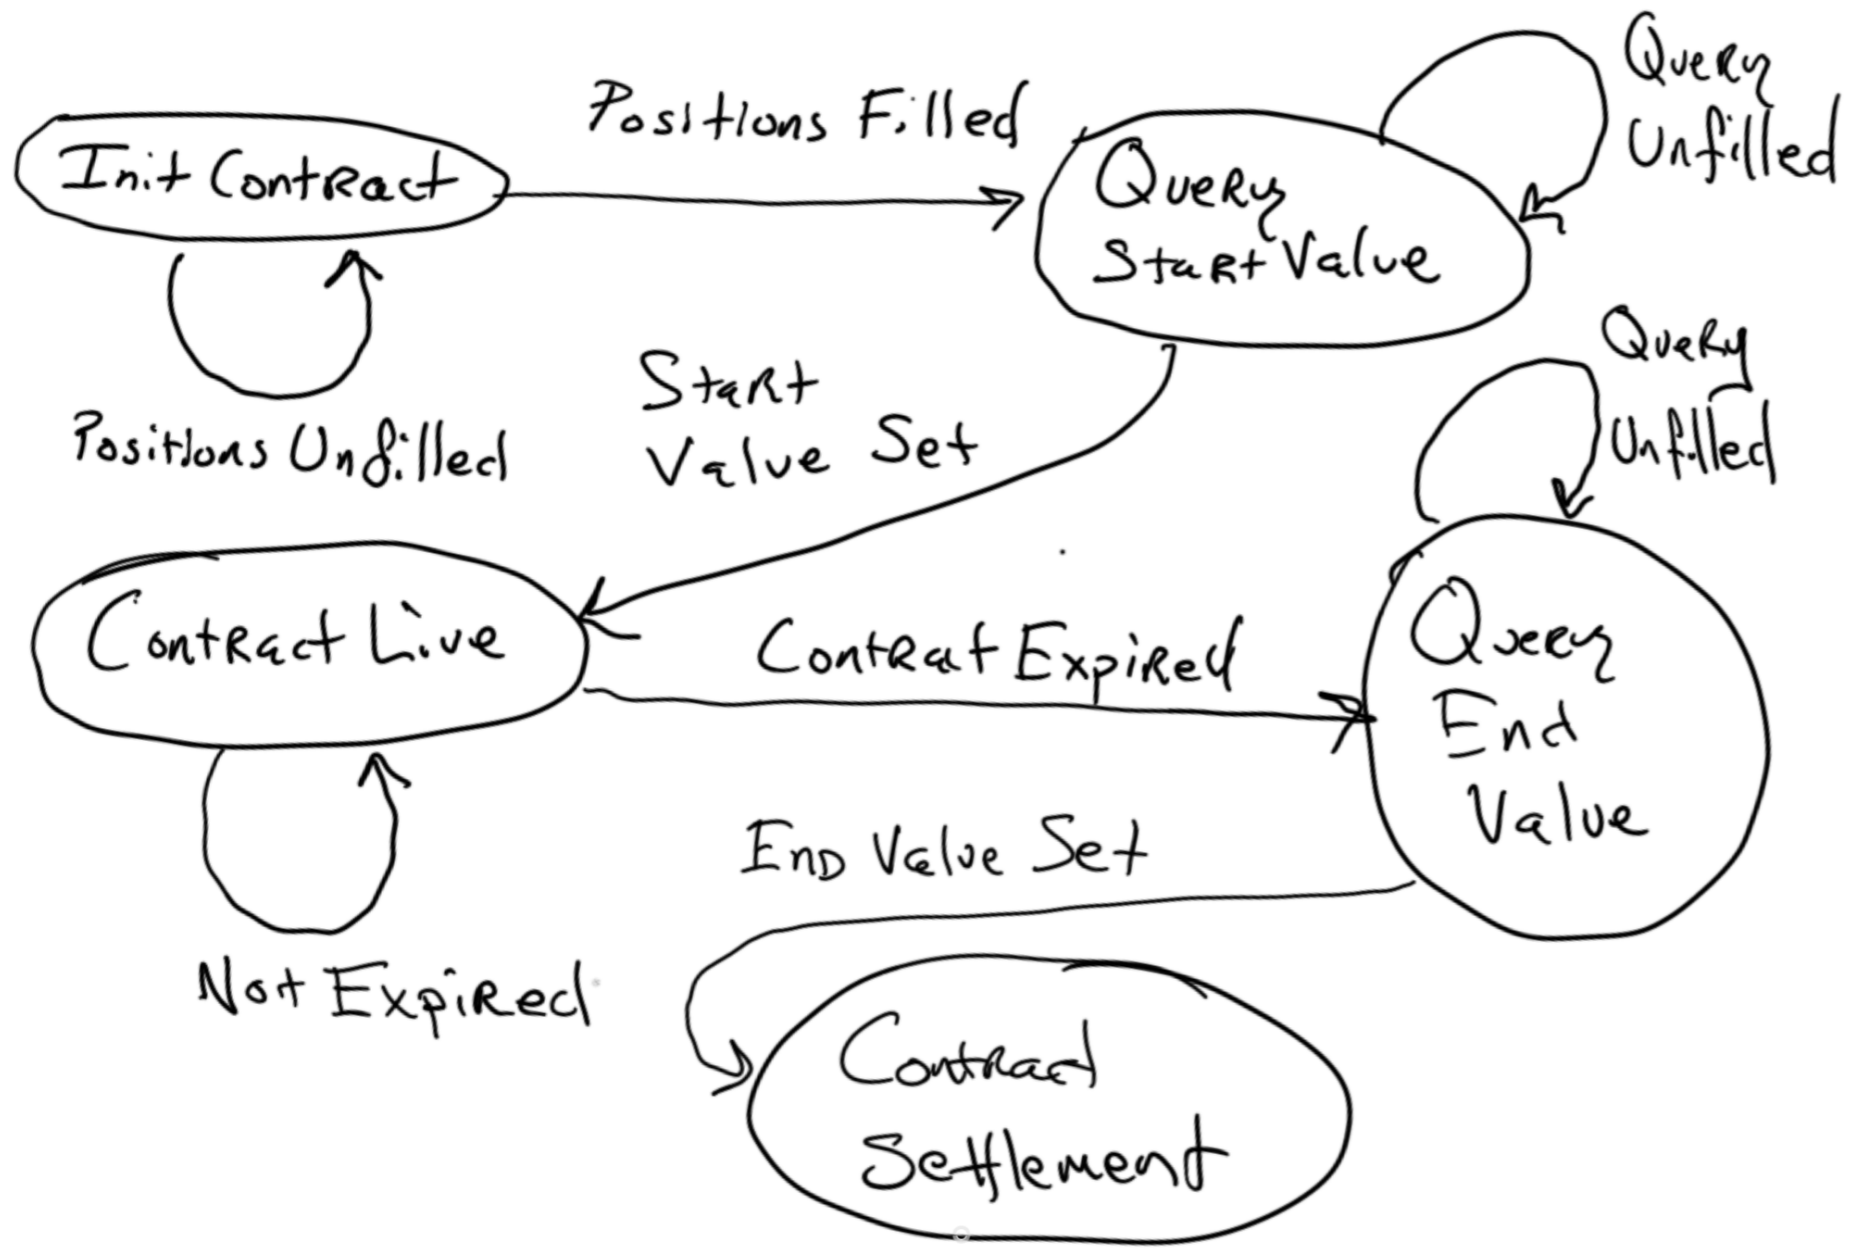 Positions Filled
Query
Unfilled
Init Contract
Query
Start Value
Query
Unfilled
Start
Value Set
Positions Unfilled
Contract Live
Contrat Expired
Query
End
Value
End Value Set
Not Expired
Contract
Settlement